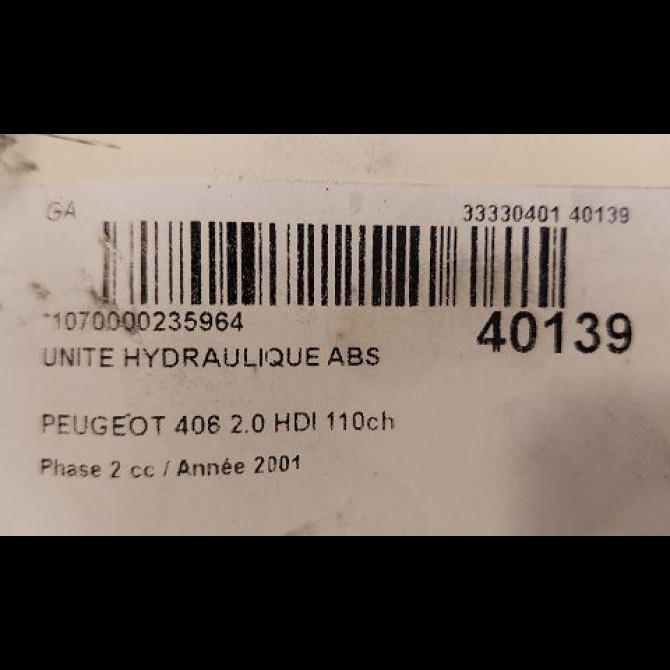 GA 33330401 40139
*1070000235964 40139
UNITE HYDRAULIQUE ABS
PEUGEOT 406 2.0 HDI 110ch
Phase 2 cc / Année 2001